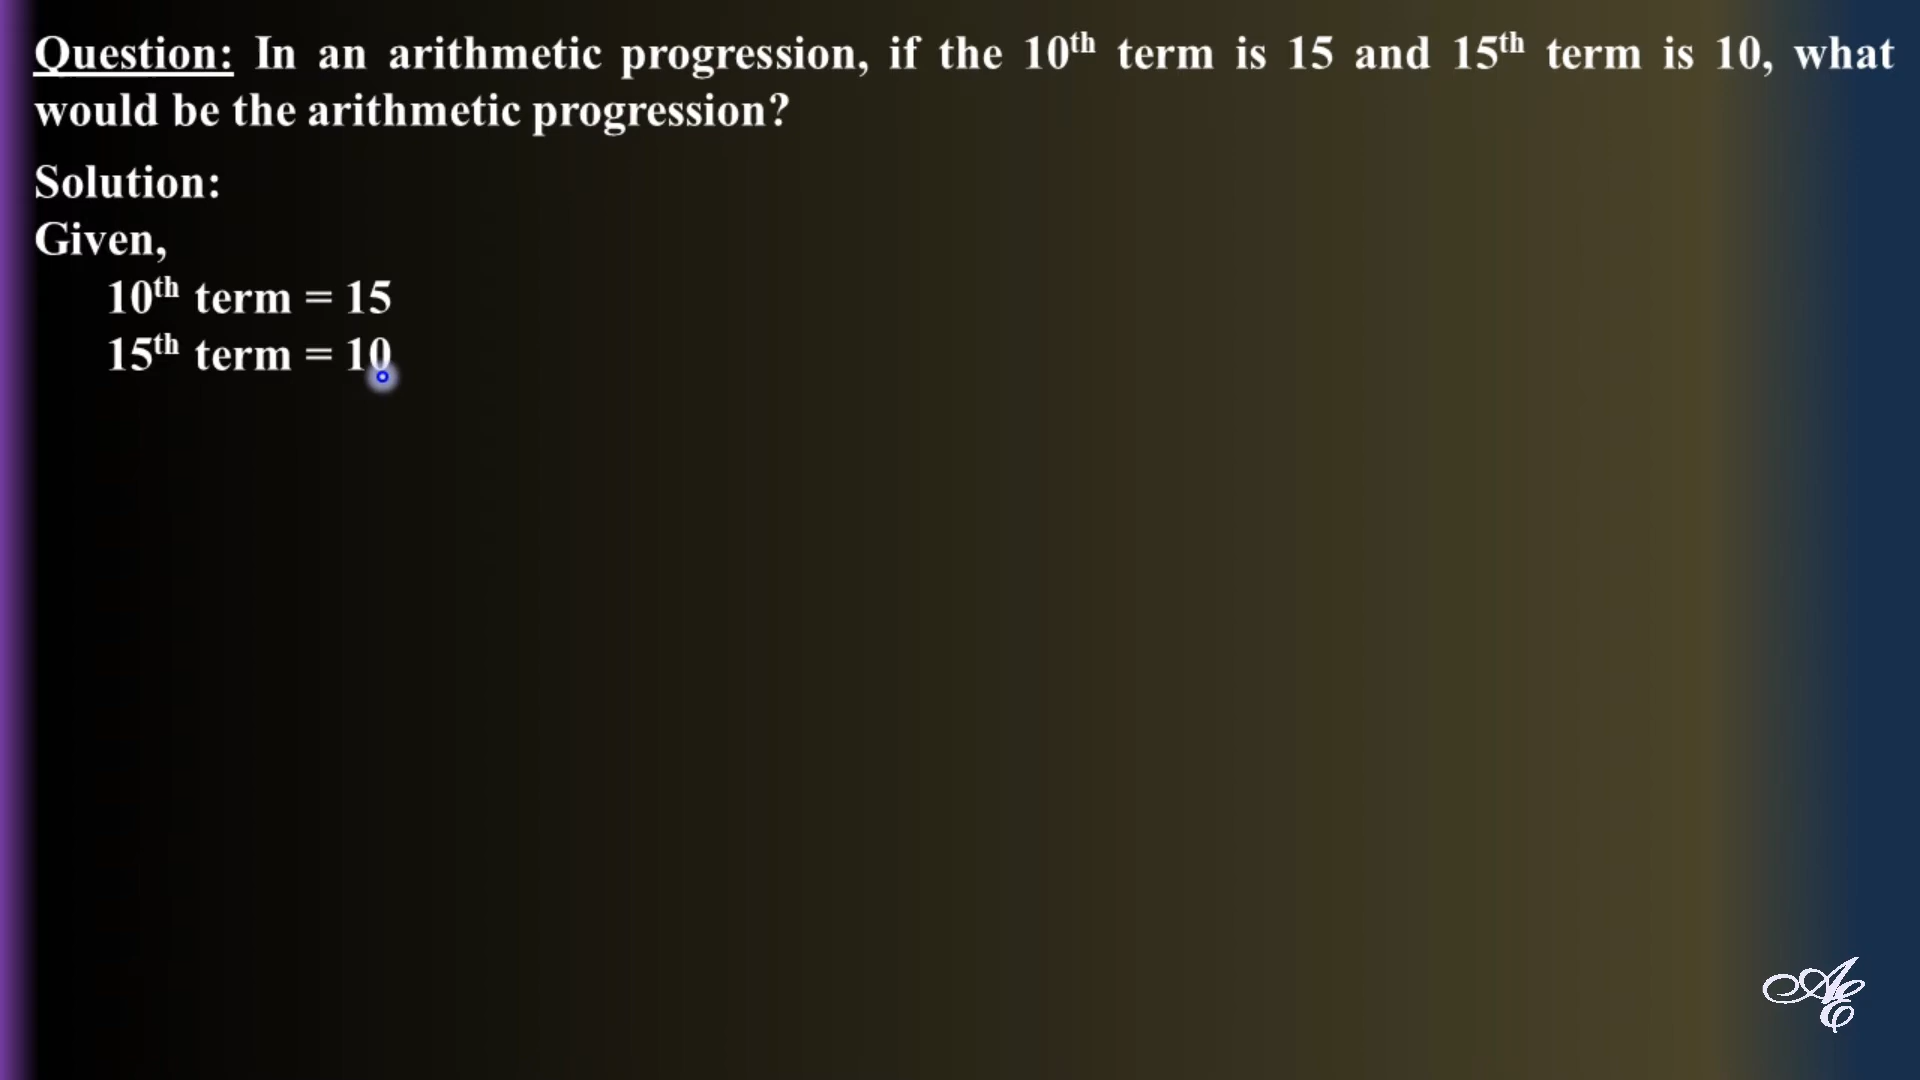 Question: In an arithmetic progression, if the 10th term is 15 and 15th term is 10, what
would be the arithmetic progression?
Solution:
Given,
10th term = 15
15th term = 10
AE